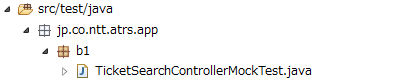 src/test/java
jp.co.ntt.atrs.app
b1
TicketSearchControllerMockTest.java